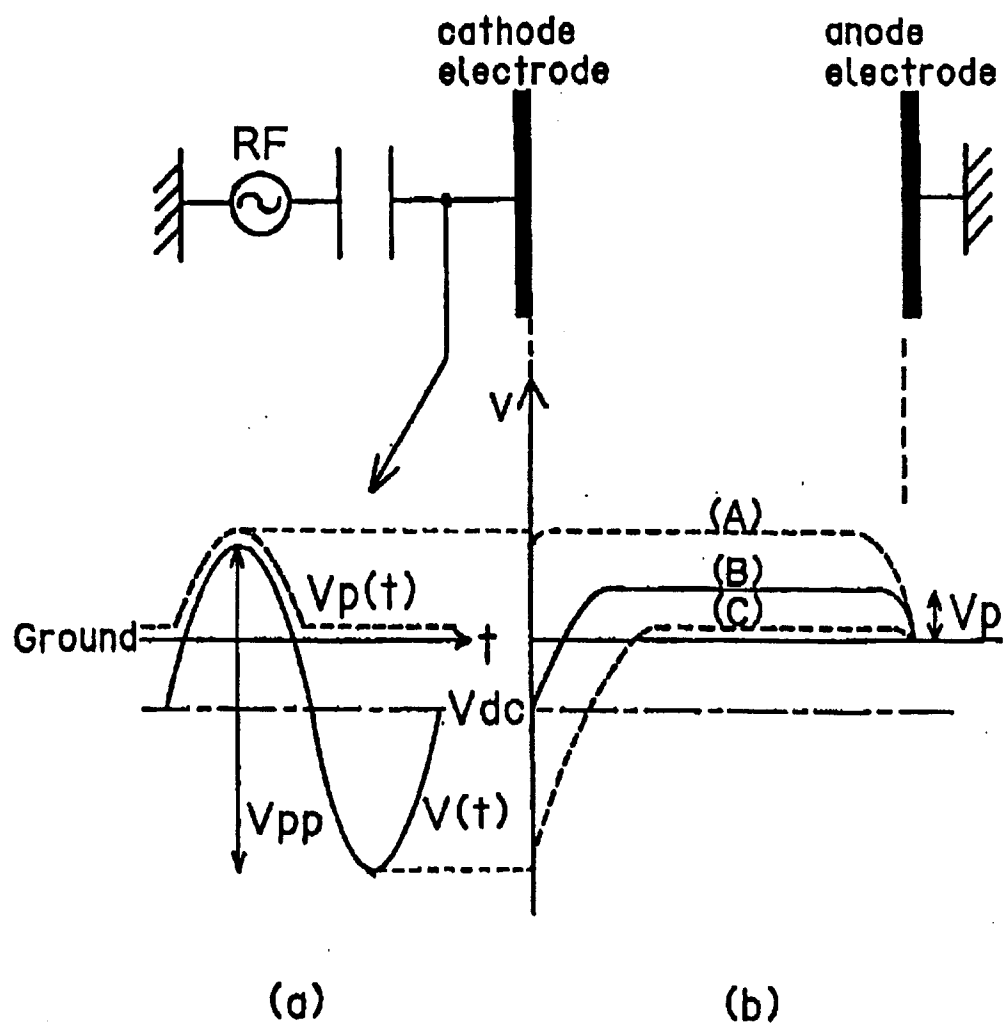 cathode
electrode
anode
electrode
RF
V
(A)
(B)
Vp(t)
(C)
Vp
Ground
t
Vdc
Vpp
V(t)
(a)
(b)